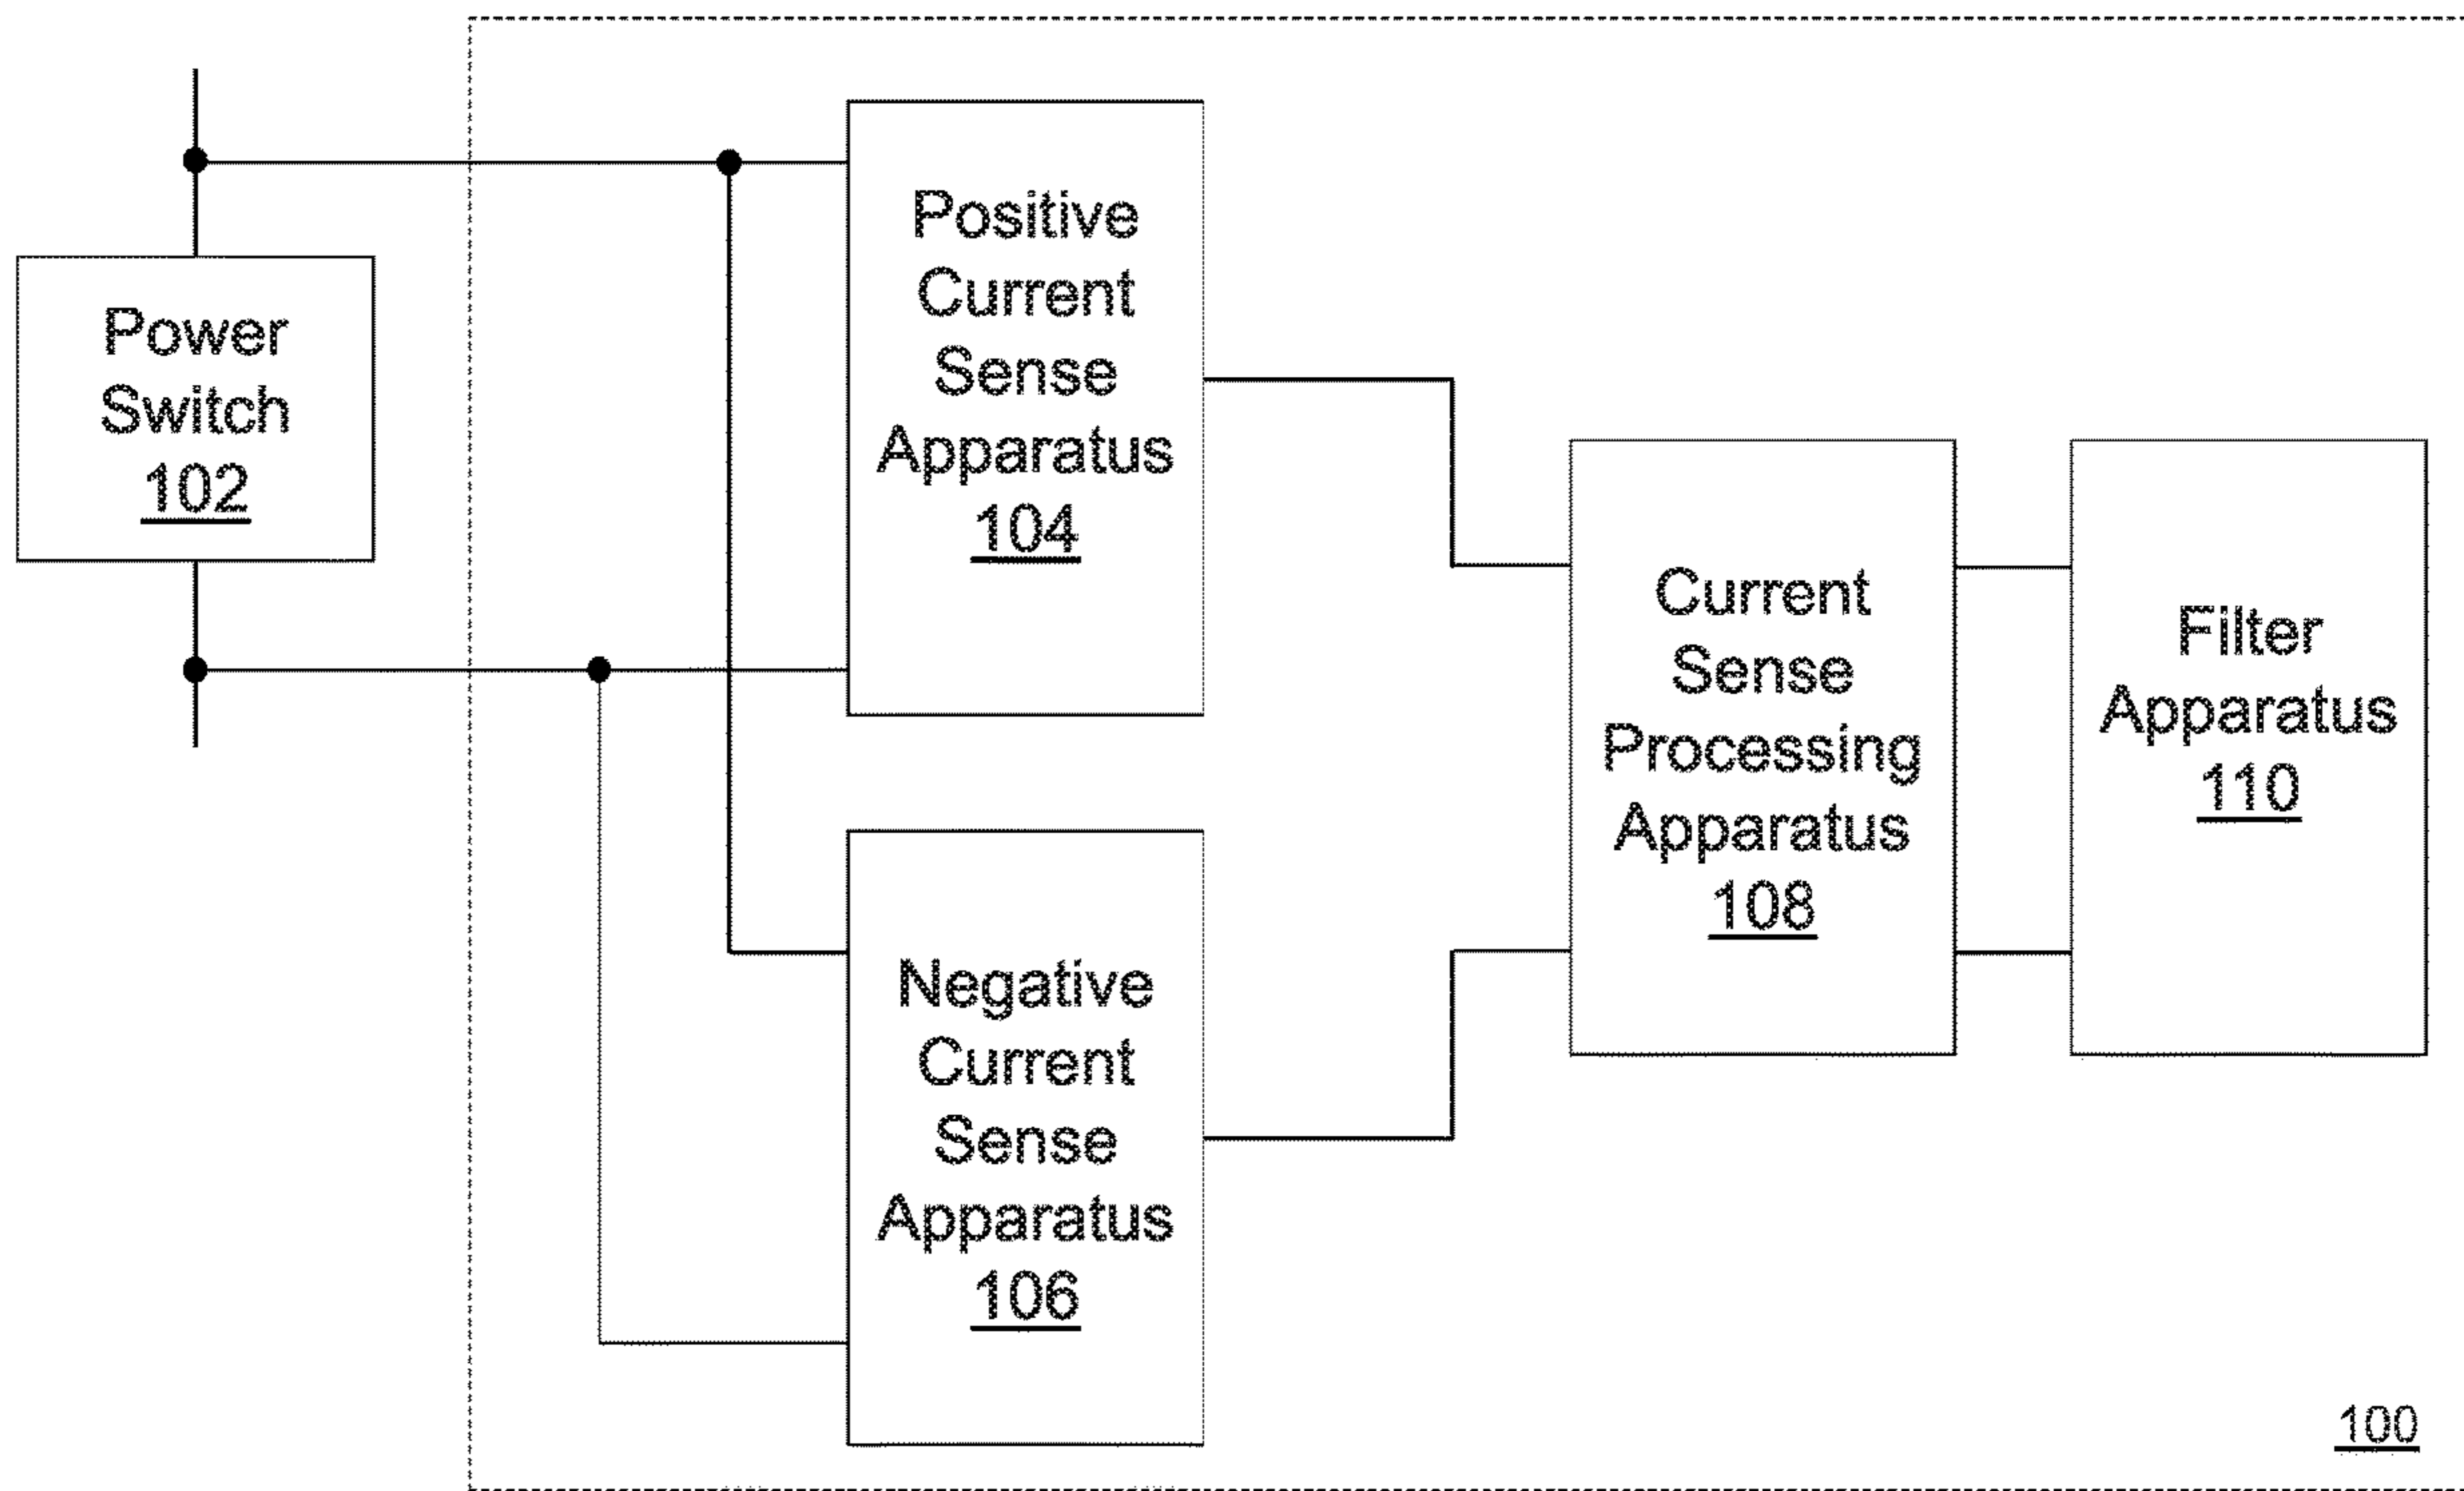 Power
Switch
102
Positive
Current
Sense
Apparatus
104
Negative
Current
Sense
Apparatus
106
Current
Sense
Processing
Apparatus
108
Filter
Apparatus
110
100